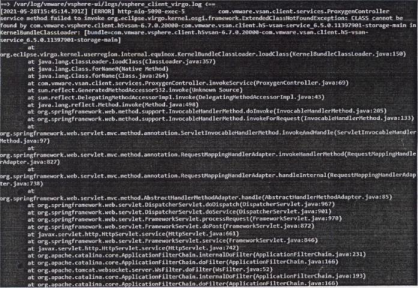 ==> /var/log/vmware/vsphere-ui/logs/vsphere_client_virgo.log <==
[2021-05-28T15:45:14.392Z] [ERROR] http-nio-5090-exec-5 com.vmware.vsphere.client.services.ProxygenController
service method failed to invoke org.eclipse.virgo.kernel.osgi.framework.ExtendedClassNotFoundException: CLASS cannot be
found by com.vmware.vsphere.client.h5vsan-6.7.0.20000-com.vmware.vsan-service_6.5.0.11397001-storage-main in
KernelBundleClassLoader: [bundle=com.vmware.vsphere.client.h5vsan-6.7.0.20000-com.vmware.vsan-service_6.5.0.11397001-
storage-main]
at
org.eclipse.virgo.kernel.userregion.internal.equinox.KernelBundleClassLoader.loadClass(KernelBundleClassLoader.java:150)
at java.lang.ClassLoader.loadClass(ClassLoader.java:357)
at java.lang.Class.forName0(Class.java)
at java.lang.Class.forName(Class.java:264)
at com.vmware.vsphere.client.services.ProxygenController.invokeService(ProxygenController.java:69)
at sun.reflect.GeneratedMethodAccessor532.invoke(Unknown Source)
at sun.reflect.DelegatingMethodAccessorImpl.invoke(DelegatingMethodAccessorImpl.java:43)
at java.lang.reflect.Method.invoke(Method.java:498)
at org.springframework.web.method.support.InvocableHandlerMethod.doInvoke(InvocableHandlerMethod.java:205)
at org.springframework.web.method.support.InvocableHandlerMethod.invokeForRequest(InvocableHandlerMethod.java:133)
at
org.springframework.web.servlet.mvc.method.annotation.ServletInvocableHandlerMethod.invokeAndHandle(ServletInvocableHandler
Method.java:97)
at
org.springframework.web.servlet.mvc.method.annotation.RequestMappingHandlerAdapter.invokeHandlerMethod(RequestMappingHandle
rAdapter.java:827)
at
org.springframework.web.servlet.mvc.method.annotation.RequestMappingHandlerAdapter.handleInternal(RequestMappingHandlerAdap
ter.java:738)
at
org.springframework.web.servlet.mvc.method.AbstractHandlerMethodAdapter.handle(AbstractHandlerMethodAdapter.java:85)
at org.springframework.web.servlet.DispatcherServlet.doDispatch(DispatcherServlet.java:967)
at org.springframework.web.servlet.DispatcherServlet.doService(DispatcherServlet.java:901)
at org.springframework.web.servlet.FrameworkServlet.processRequest(FrameworkServlet.java:970)
at org.springframework.web.servlet.FrameworkServlet.doPost(FrameworkServlet.java:872)
at javax.servlet.http.HttpServlet.service(HttpServlet.java:661)
at org.springframework.web.servlet.FrameworkServlet.service(FrameworkServlet.java:846)
at javax.servlet.http.HttpServlet.service(HttpServlet.java:742)
at org.apache.catalina.core.ApplicationFilterChain.internalDoFilter(ApplicationFilterChain.java:231)
at org.apache.catalina.core.ApplicationFilterChain.doFilter(ApplicationFilterChain.java:166)
at org.apache.tomcat.websocket.server.WsFilter.doFilter(WsFilter.java:52)
at org.apache.catalina.core.ApplicationFilterChain.internalDoFilter(ApplicationFilterChain.java:193)
at org.apache.catalina.core.ApplicationFilterChain.doFilter(ApplicationFilterChain.java:166)